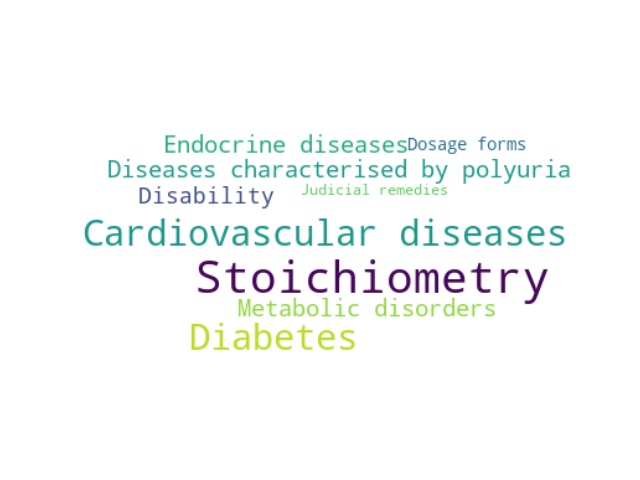 Endocrine diseases
Dosage forms
Diseases characterised by polyuria
Disability
Judicial remedies
Cardiovascular diseases
Stoichiometry
Metabolic disorders
Diabetes